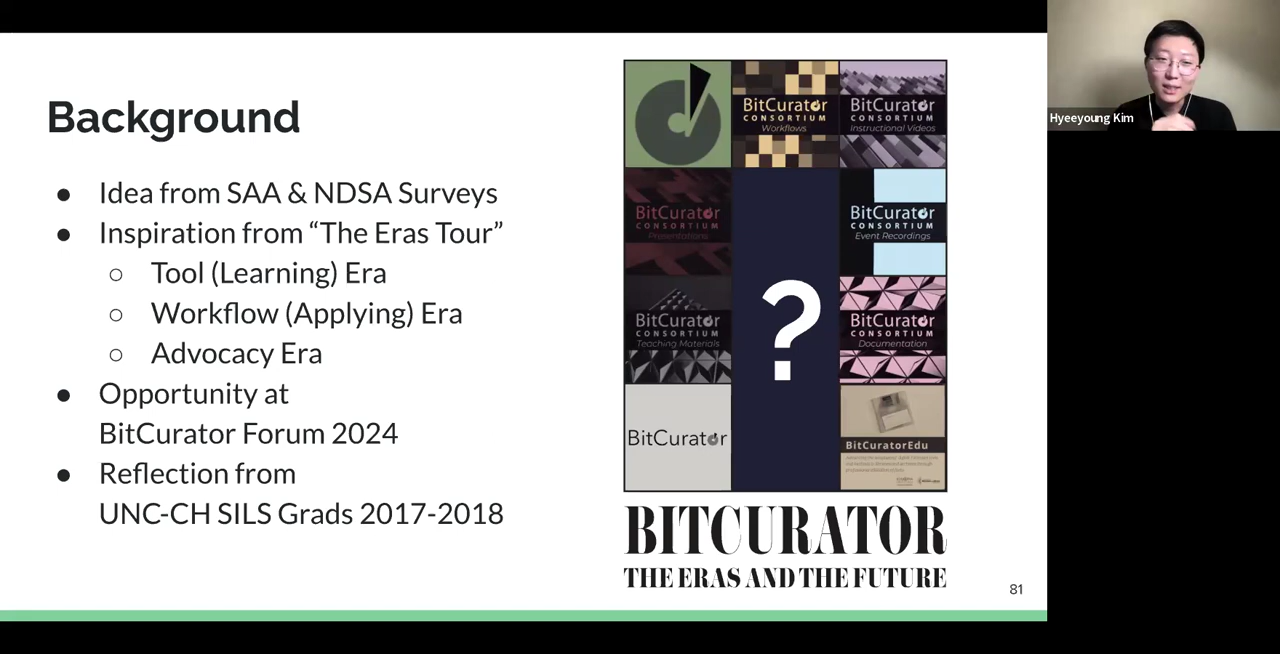 Background
● Idea from SAA & NDSA Surveys
● Inspiration from “The Eras Tour”
○ Tool (Learning) Era
○ Workflow (Applying) Era
○ Advocacy Era
● Opportunity at
BitCurator Forum 2024
● Reflection from
UNC-CH SILS Grads 2017-2018
BitCurator
CONSORTIUM
Workflows
BitCurator
CONSORTIUM
Instructional Videos
BitCurator
CONSORTIUM
Presentations
BitCurator
CONSORTIUM
Event Recordings
BitCurator
CONSORTIUM
Teaching Materials
?
BitCurator
CONSORTIUM
Documentation
BitCurator
BitCuratorEdu
BITCURATOR
THE ERAS AND THE FUTURE
81
Hyeeyoung Kim